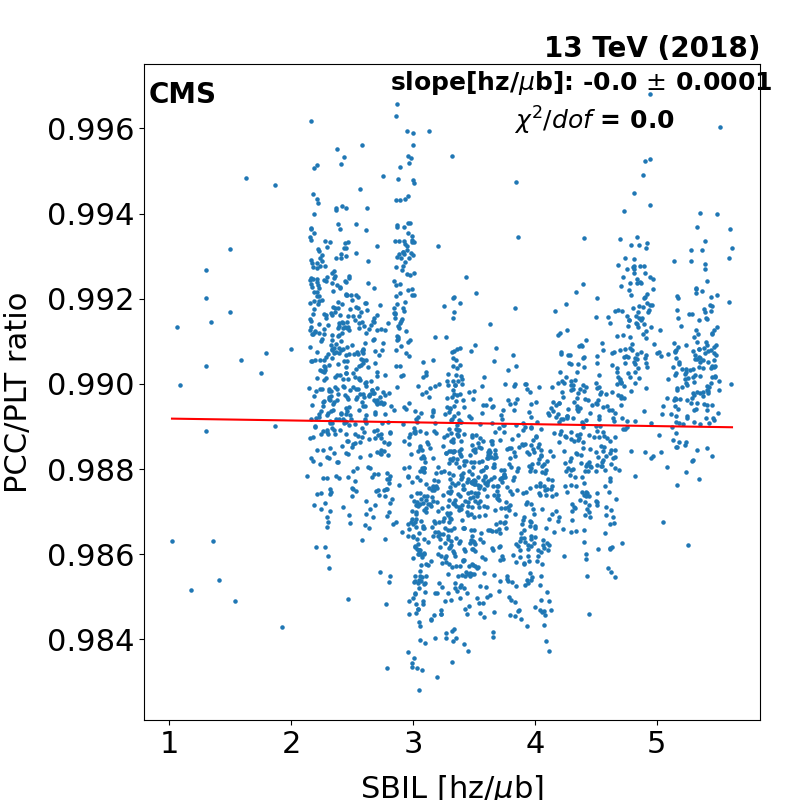 13 TeV (2018)
CMS
slope[hz/μb]: -0.0 ± 0.0001
χ²/dof = 0.0
0.996
0.994
0.992
0.990
0.988
0.986
0.984
PCC/PLT ratio
1 2 3 4 5
SBIL [hz/μb]